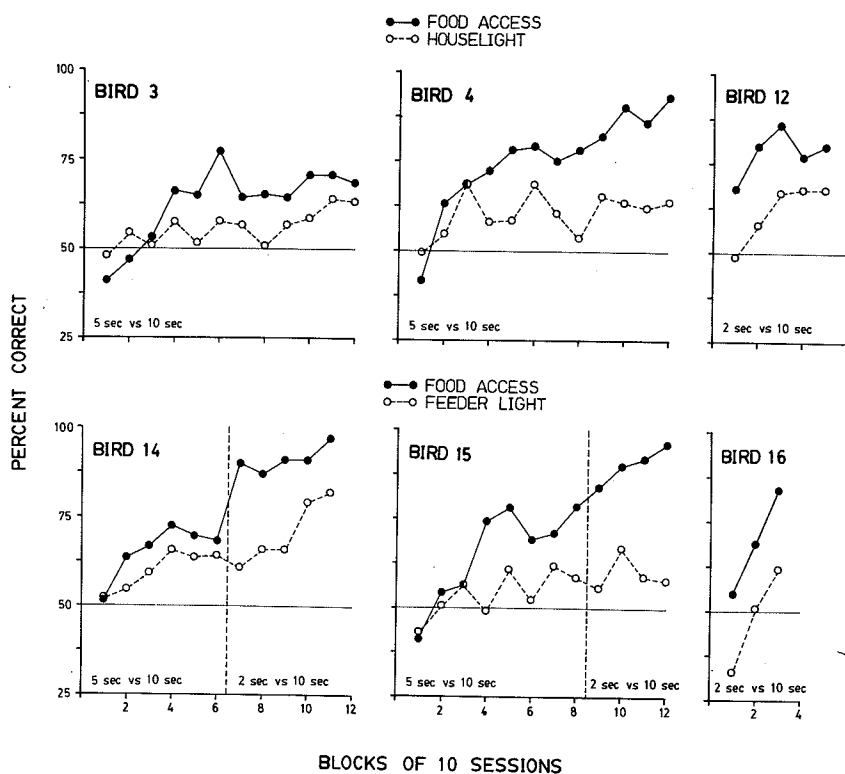 FOOD ACCESS
HOUSELIGHT
100
75
50
25
BIRD 3
5 sec vs 10 sec
BIRD 4
5 sec vs 10 sec
BIRD 12
2 sec vs 10 sec
PERCENT CORRECT
FOOD ACCESS
FEEDER LIGHT
100
75
50
25
BIRD 14
5 sec vs 10 sec
2 sec vs 10 sec
2 4 6 8 10 12
BIRD 15
5 sec vs 10 sec
2 sec vs 10 sec
2 4 6 8 10 12
BIRD 16
2 sec vs 10 sec
2 4
BLOCKS OF 10 SESSIONS